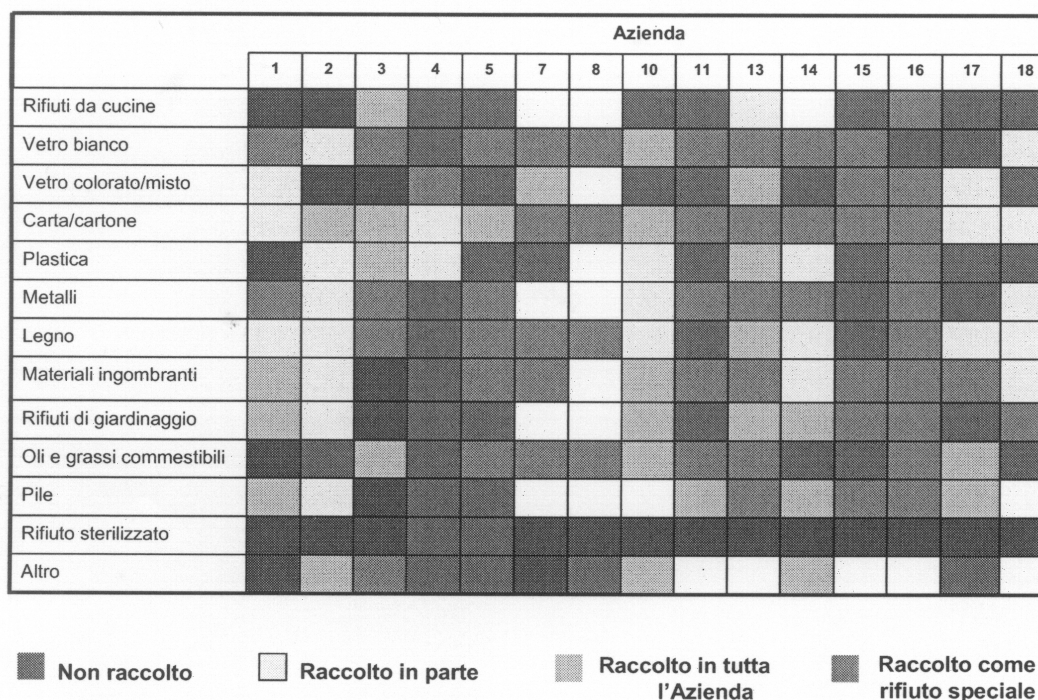 Azienda
1 2 3 4 5 7 8 10 11 13 14 15 16 17 18
Rifiuti da cucine
Vetro bianco
Vetro colorato/misto
Carta/cartone
Plastica
Metalli
Legno
Materiali ingombranti
Rifiuti di giardinaggio
Oli e grassi commestibili
Pile
Rifiuto sterilizzato
Altro
Non raccolto
Raccolto in parte
Raccolto in tutta
l'Azienda
Raccolto come
rifiuto speciale